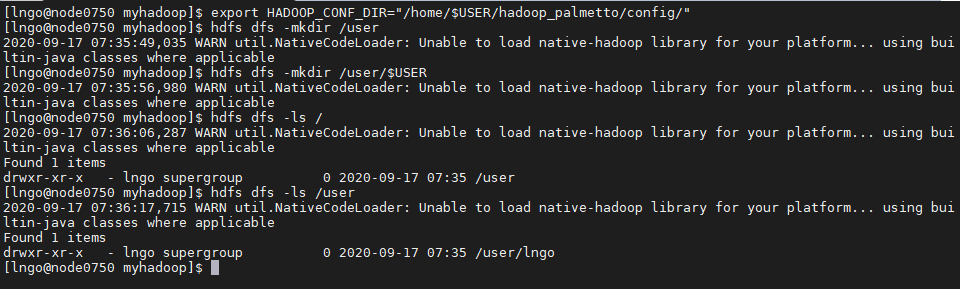 [lngo@node0750 myhadoop]$ export HADOOP_CONF_DIR="/home/$USER/hadoop_palmetto/config/"
[lngo@node0750 myhadoop]$ hdfs dfs -mkdir /user
2020-09-17 07:35:49,035 WARN util.NativeCodeLoader: Unable to load native-hadoop library for your platform... using bui
ltin-java classes where applicable
[lngo@node0750 myhadoop]$ hdfs dfs -mkdir /user/$USER
2020-09-17 07:35:56,980 WARN util.NativeCodeLoader: Unable to load native-hadoop library for your platform... using bui
ltin-java classes where applicable
[lngo@node0750 myhadoop]$ hdfs dfs -ls /
2020-09-17 07:36:06,287 WARN util.NativeCodeLoader: Unable to load native-hadoop library for your platform... using bui
ltin-java classes where applicable
Found 1 items
drwxr-xr-x   - lngo supergroup          0 2020-09-17 07:35 /user
[lngo@node0750 myhadoop]$ hdfs dfs -ls /user
2020-09-17 07:36:17,715 WARN util.NativeCodeLoader: Unable to load native-hadoop library for your platform... using bui
ltin-java classes where applicable
Found 1 items
drwxr-xr-x   - lngo supergroup          0 2020-09-17 07:35 /user/lngo
[lngo@node0750 myhadoop]$